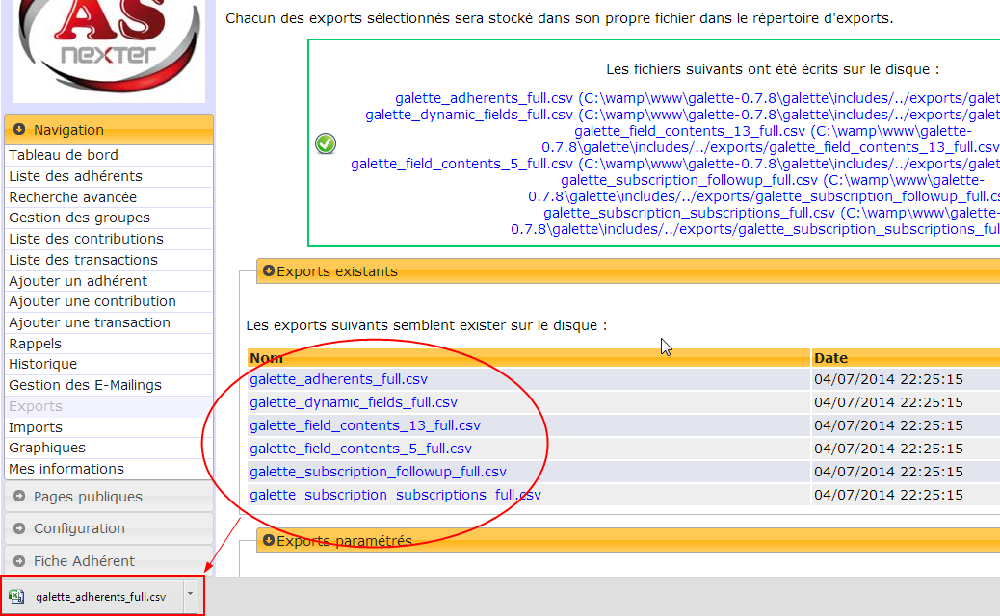 AS
NEXTER
Navigation
Tableau de bord
Liste des adhérents
Recherche avancée
Gestion des groupes
Liste des contributions
Liste des transactions
Ajouter un adhérent
Ajouter une contribution
Ajouter une transaction
Rappels
Historique
Gestion des E-Mailings
Exports
Imports
Graphiques
Mes informations
Pages publiques
Configuration
Fiche Adhérent
Chacun des exports sélectionnés sera stocké dans son propre fichier dans le répertoire d'exports.
Les fichiers suivants ont été écrits sur le disque :
galette_adherents_full.csv (C:\wamp\www\galette-0.7.8\galette\includes/../exports/galet
galette_dynamic_fields_full.csv (C:\wamp\www\galette-0.7.8\galette\includes/../exports/galette
galette_field_contents_13_full.csv (C:\wamp\www\galette-
0.7.8\galette\includes/../exports/galette_field_contents_13_full.csv
galette_field_contents_5_full.csv (C:\wamp\www\galette-0.7.8\galette\includes/../exports/galette
galette_subscription_followup_full.csv (C:\wamp\www\galette-
0.7.8\galette\includes/../exports/galette_subscription_followup_full.cs
galette_subscription_subscriptions_full.csv (C:\wamp\www\galette-
0.7.8\galette\includes/../exports/galette_subscription_subscriptions_ful
Exports existants
Les exports suivants semblent exister sur le disque :
Nom Date
galette_adherents_full.csv 04/07/2014 22:25:15
galette_dynamic_fields_full.csv 04/07/2014 22:25:15
galette_field_contents_13_full.csv 04/07/2014 22:25:15
galette_field_contents_5_full.csv 04/07/2014 22:25:15
galette_subscription_followup_full.csv 04/07/2014 22:25:15
galette_subscription_subscriptions_full.csv 04/07/2014 22:25:15
Exports paramétrés
galette_adherents_full.csv